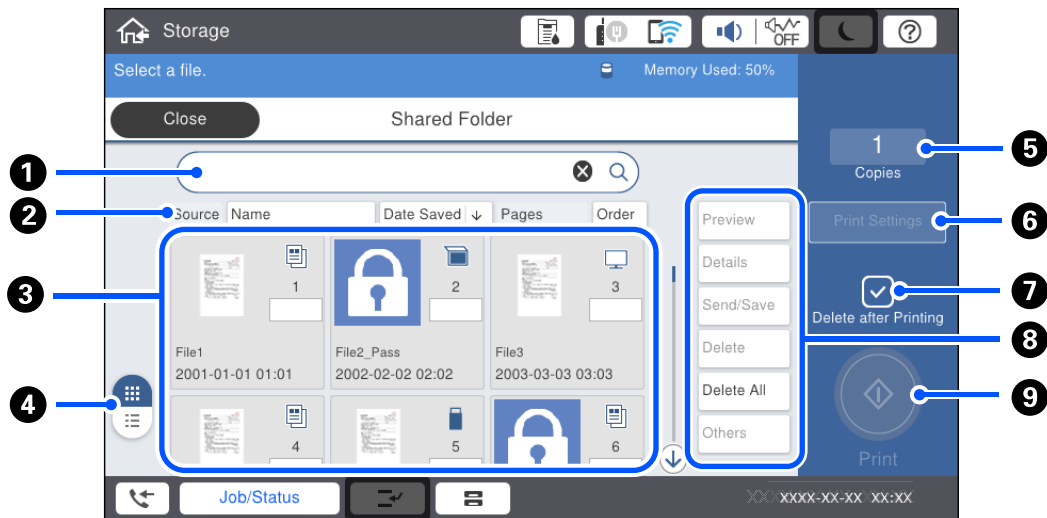 Storage
OFF
Select a file.
Memory Used: 50%
Close
Shared Folder
1
Copies
5
1
2
Source
Name
Date Saved
Pages
Order
Preview
Print Settings
6
3
1
2
3
Details
Send/Save
Delete after Printing
7
8
File1
2001-01-01 01:01
File2_Pass
2002-02-02 02:02
File3
2003-03-03 03:03
Delete
Delete All
Others
4
4
5
6
9
Print
Job/Status
XXX xxxx-xx-xx xx:xx